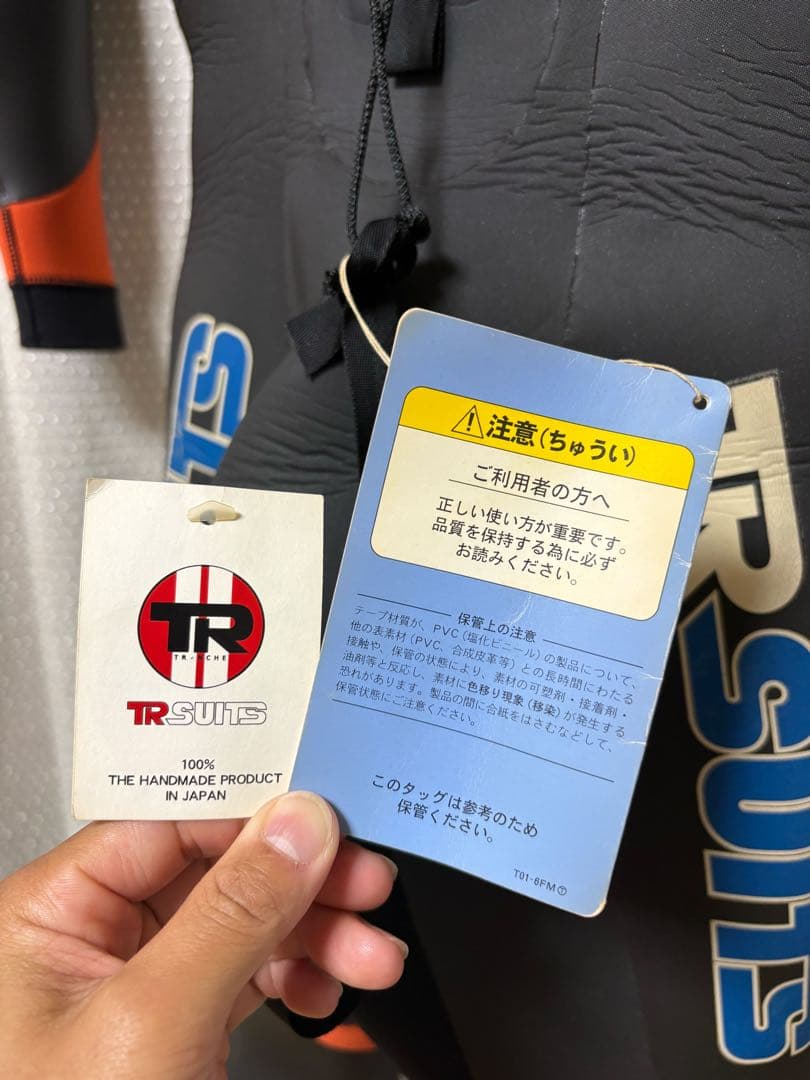 TR
TR-NCHE
TRSUITS
100%
THE HANDMADE PRODUCT
IN JAPAN
注意(ちゅうい)
ご利用者の方へ
正しい使い方が重要です。
品質を保持する為に必ず
お読みください。
保管上の注意
テープ材質が、PVC(塩化ビニール)の製品について、
他の表素材(PVC、合成皮革等)との長時間にわたる
接触や、保管の状態により、素材の可塑剤・接着剤・
油剤等と反応し、素材に色移り現象(移染)が発生する
恐れがあります。製品の間に合紙をはさむなどして、
保管状態にご注意ください。
このタッグは参考のため
保管ください。
T01-6FM⑦
TRSUITS
TS